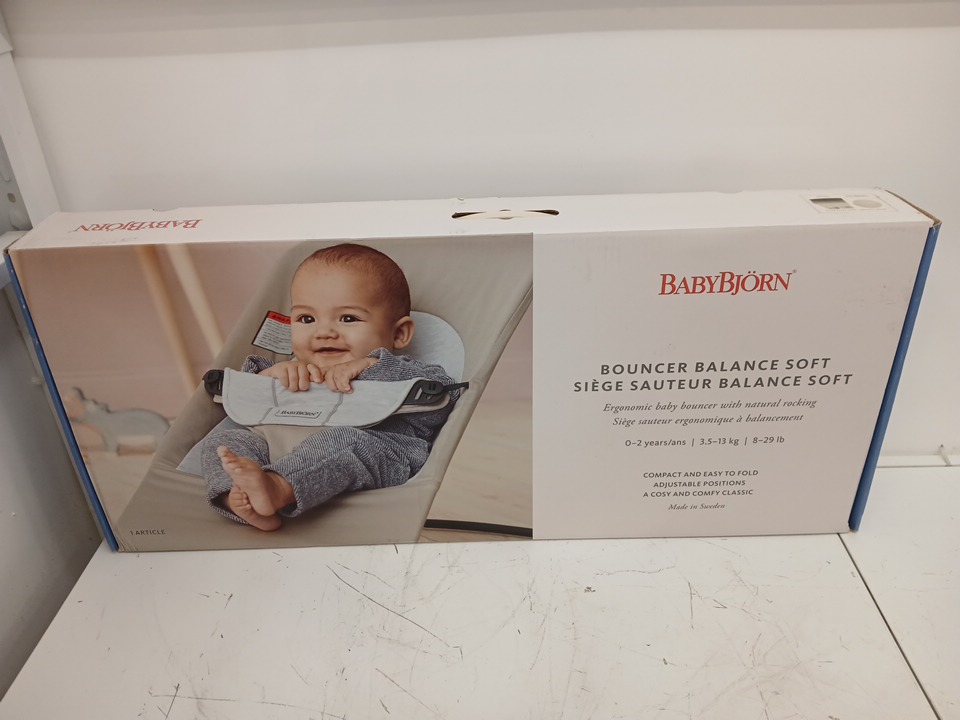 BABYBJÖRN
BABYBJÖRN®
BOUNCER BALANCE SOFT
SIÈGE SAUTEUR BALANCE SOFT
Ergonomic baby bouncer with natural rocking
Siège sauteur ergonomique à balancement
0–2 years/ans | 3.5–13 kg | 8–29 lb
COMPACT AND EASY TO FOLD
ADJUSTABLE POSITIONS
A COSY AND COMFY CLASSIC
Made in Sweden
BABYBJÖRN
1 ARTICLE